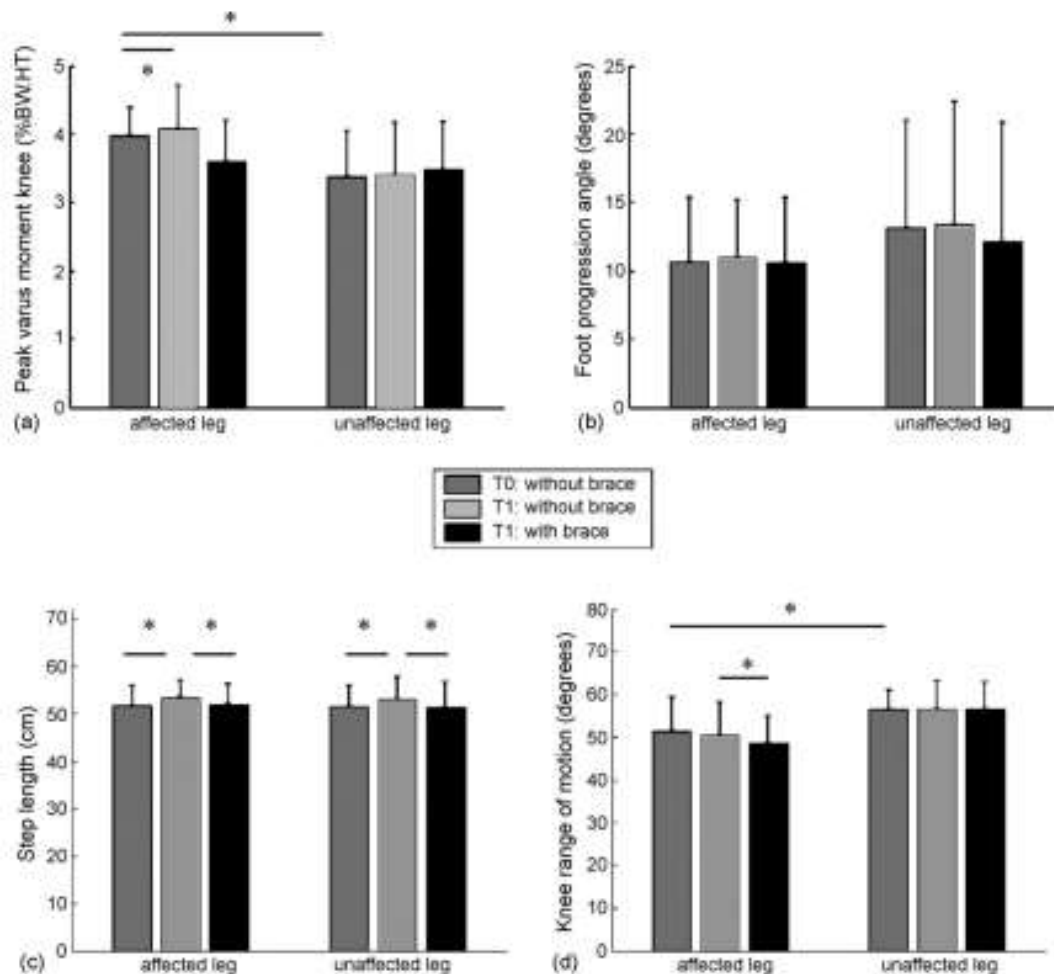 *
*
Peak varus moment knee (%BW.HT)
5
4
3
2
1
0
affected leg
unaffected leg
(a)
Foot progression angle (degrees)
25
20
15
10
5
0
affected leg
unaffected leg
(b)
T0: without brace
T1: without brace
T1: with brace
Step length (cm)
70
60
50
40
30
20
10
0
* * * *
affected leg
unaffected leg
(c)
Knee range of motion (degrees)
80
70
60
50
40
30
20
10
0
*
*
affected leg
unaffected leg
(d)